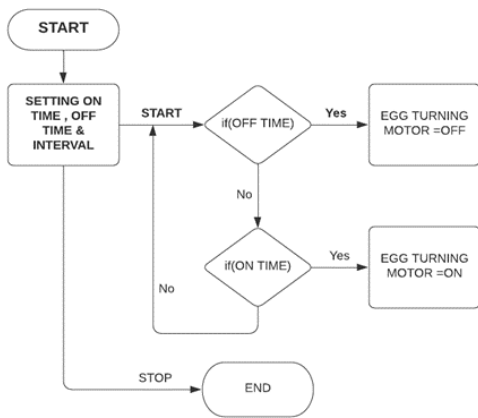 START
SETTING ON
TIME , OFF
TIME &
INTERVAL
START
if(OFF TIME)
Yes
EGG TURNING
MOTOR =OFF
No
if(ON TIME)
Yes
EGG TURNING
MOTOR =ON
No
STOP
END